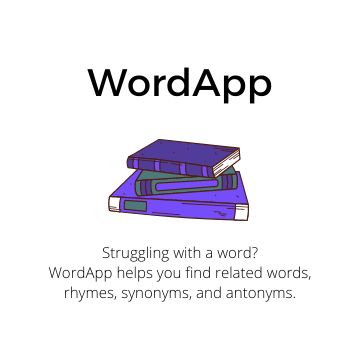 WordApp
Struggling with a word?
WordApp helps you find related words,
rhymes, synonyms, and antonyms.